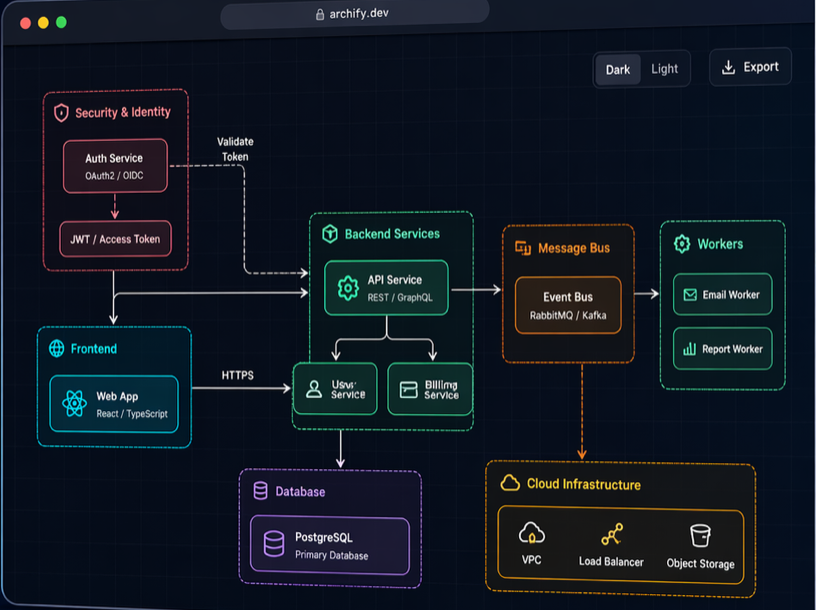 archify.dev
Dark
Light
Export
Security & Identity
Auth Service
OAuth2 / OIDC
JWT / Access Token
Validate
Token
Backend Services
API Service
REST / GraphQL
Service
Service
Message Bus
Event Bus
RabbitMQ / Kafka
Workers
Email Worker
Report Worker
Frontend
Web App
React / TypeScript
HTTPS
Database
PostgreSQL
Primary Database
Cloud Infrastructure
VPC
Load Balancer
Object Storage